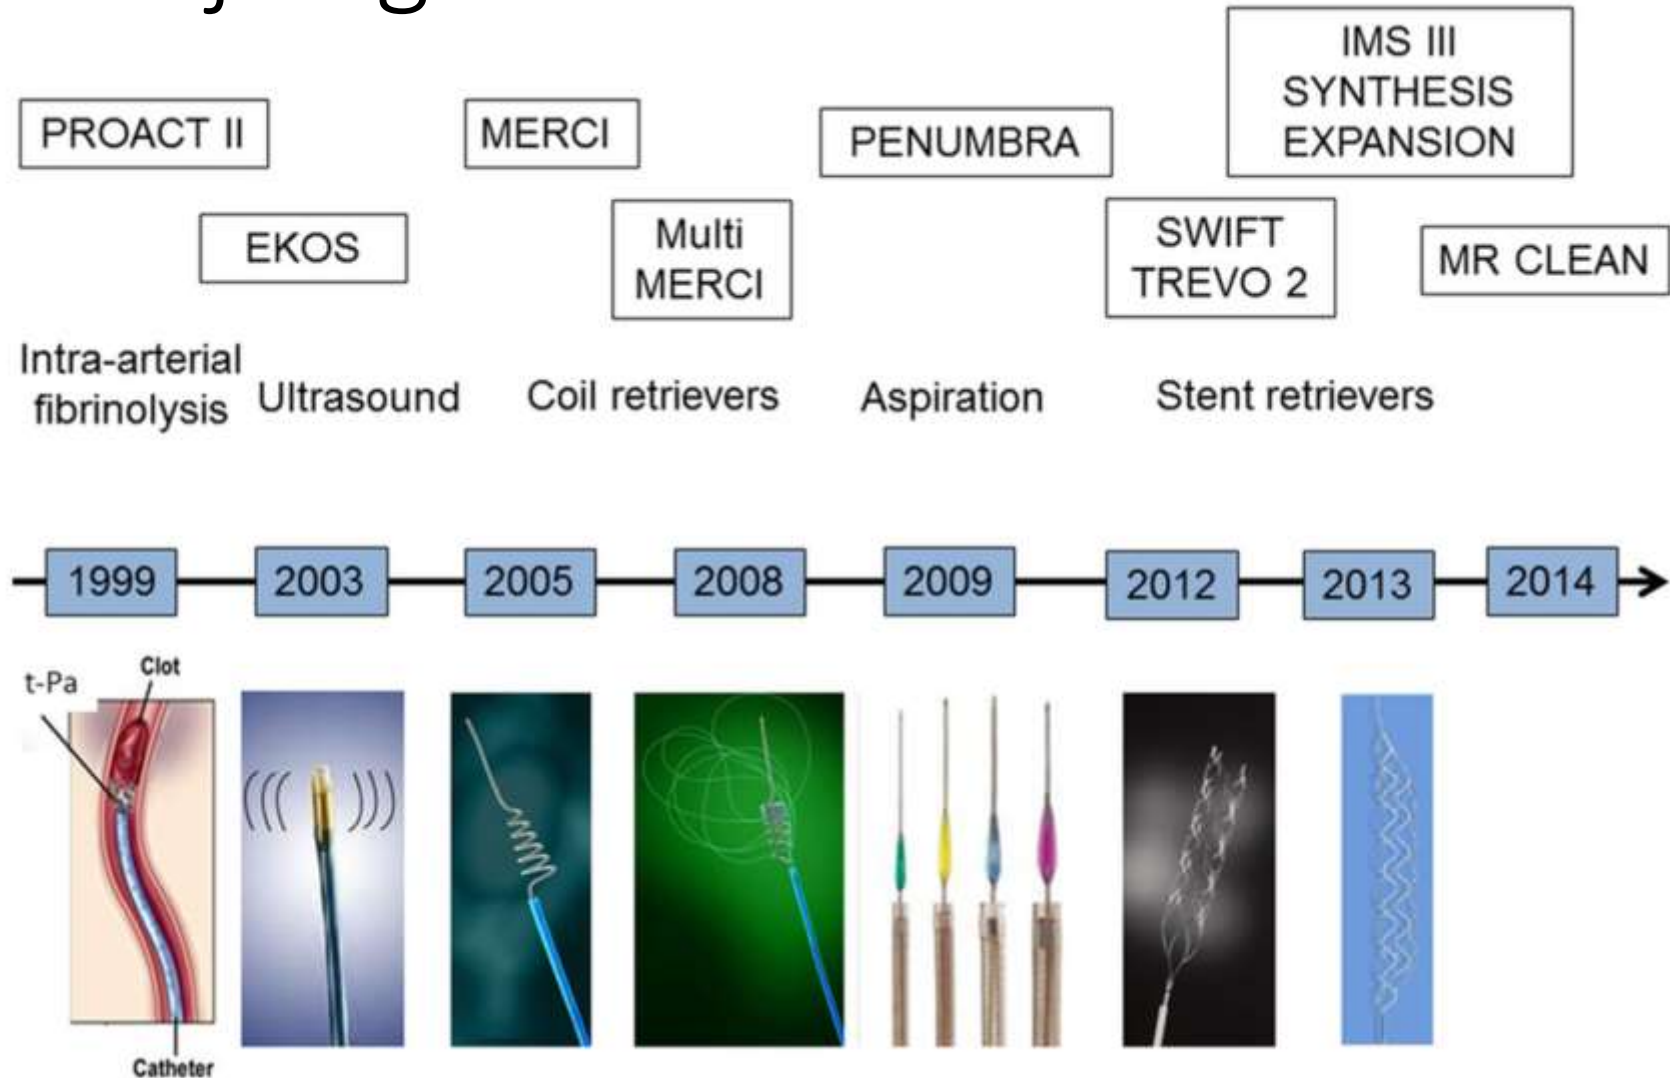 PROACT II
EKOS
MERCI
Multi
MERCI
PENUMBRA
SWIFT
TREVO 2
IMS III
SYNTHESIS
EXPANSION
MR CLEAN
Intra-arterial
fibrinolysis
Ultrasound
Coil retrievers
Aspiration
Stent retrievers
1999
2003
2005
2008
2009
2012
2013
2014
t-Pa
Clot
Catheter